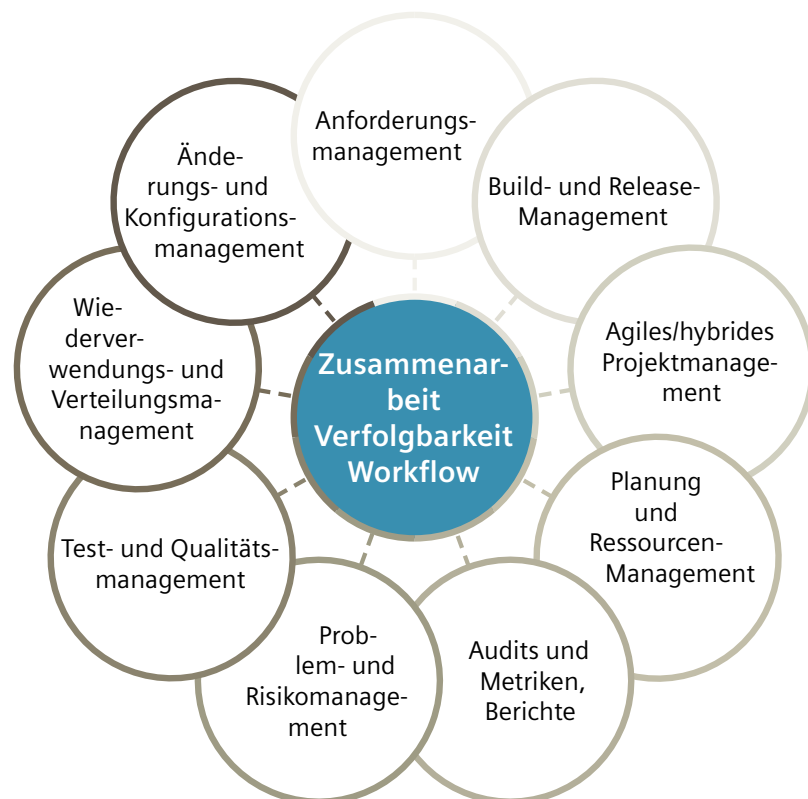 Anforderungs-
management
Build- und Release-
Management
Agiles/hybrides
Projektmanage-
ment
Planung
und
Ressourcen-
Management
Audits und
Metriken,
Berichte
Prob-
lem- und
Risikomanage-
ment
Test- und Qualitäts-
management
Wie-
derver-
wendungs- und
Verteilungsma-
nagement
Ände-
rungs- und
Konfigurations-
management
Zusammenar-
beit
Verfolgbarkeit
Workflow